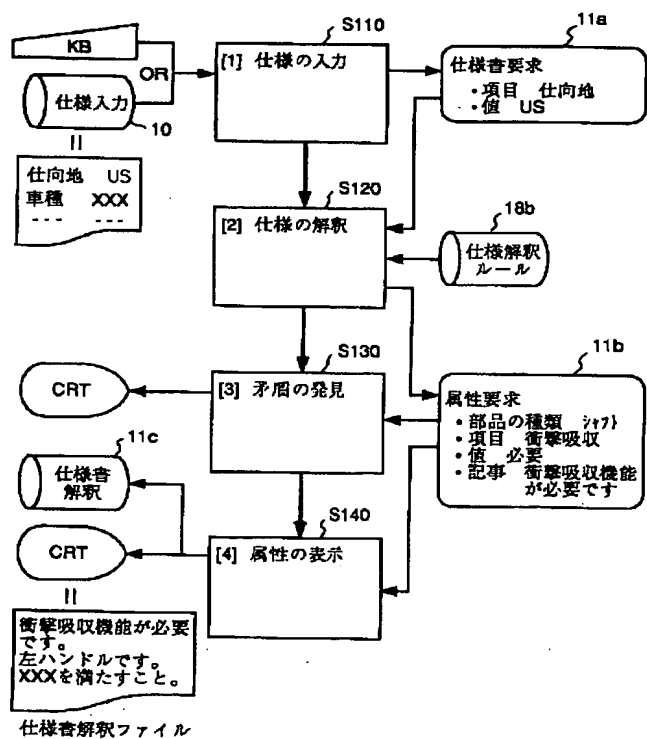 KB
OR
仕様入力
10
仕向地 US
車種 XXX
--- ---
S110
[1] 仕様の入力
11a
仕様書要求
・項目 仕向地
・値 US
S120
[2] 仕様の解釈
18b
仕様解釈
ルール
S130
[3] 矛盾の発見
CRT
11b
属性要求
・部品の種類 シャフト
・項目 衝撃吸収
・値 必要
・記事 衝撃吸収機能
が必要です
11c
仕様書
解釈
S140
[4] 属性の表示
CRT
衝撃吸収機能が必要
です。
左ハンドルです。
XXXを満たすこと。
仕様書解釈ファイル